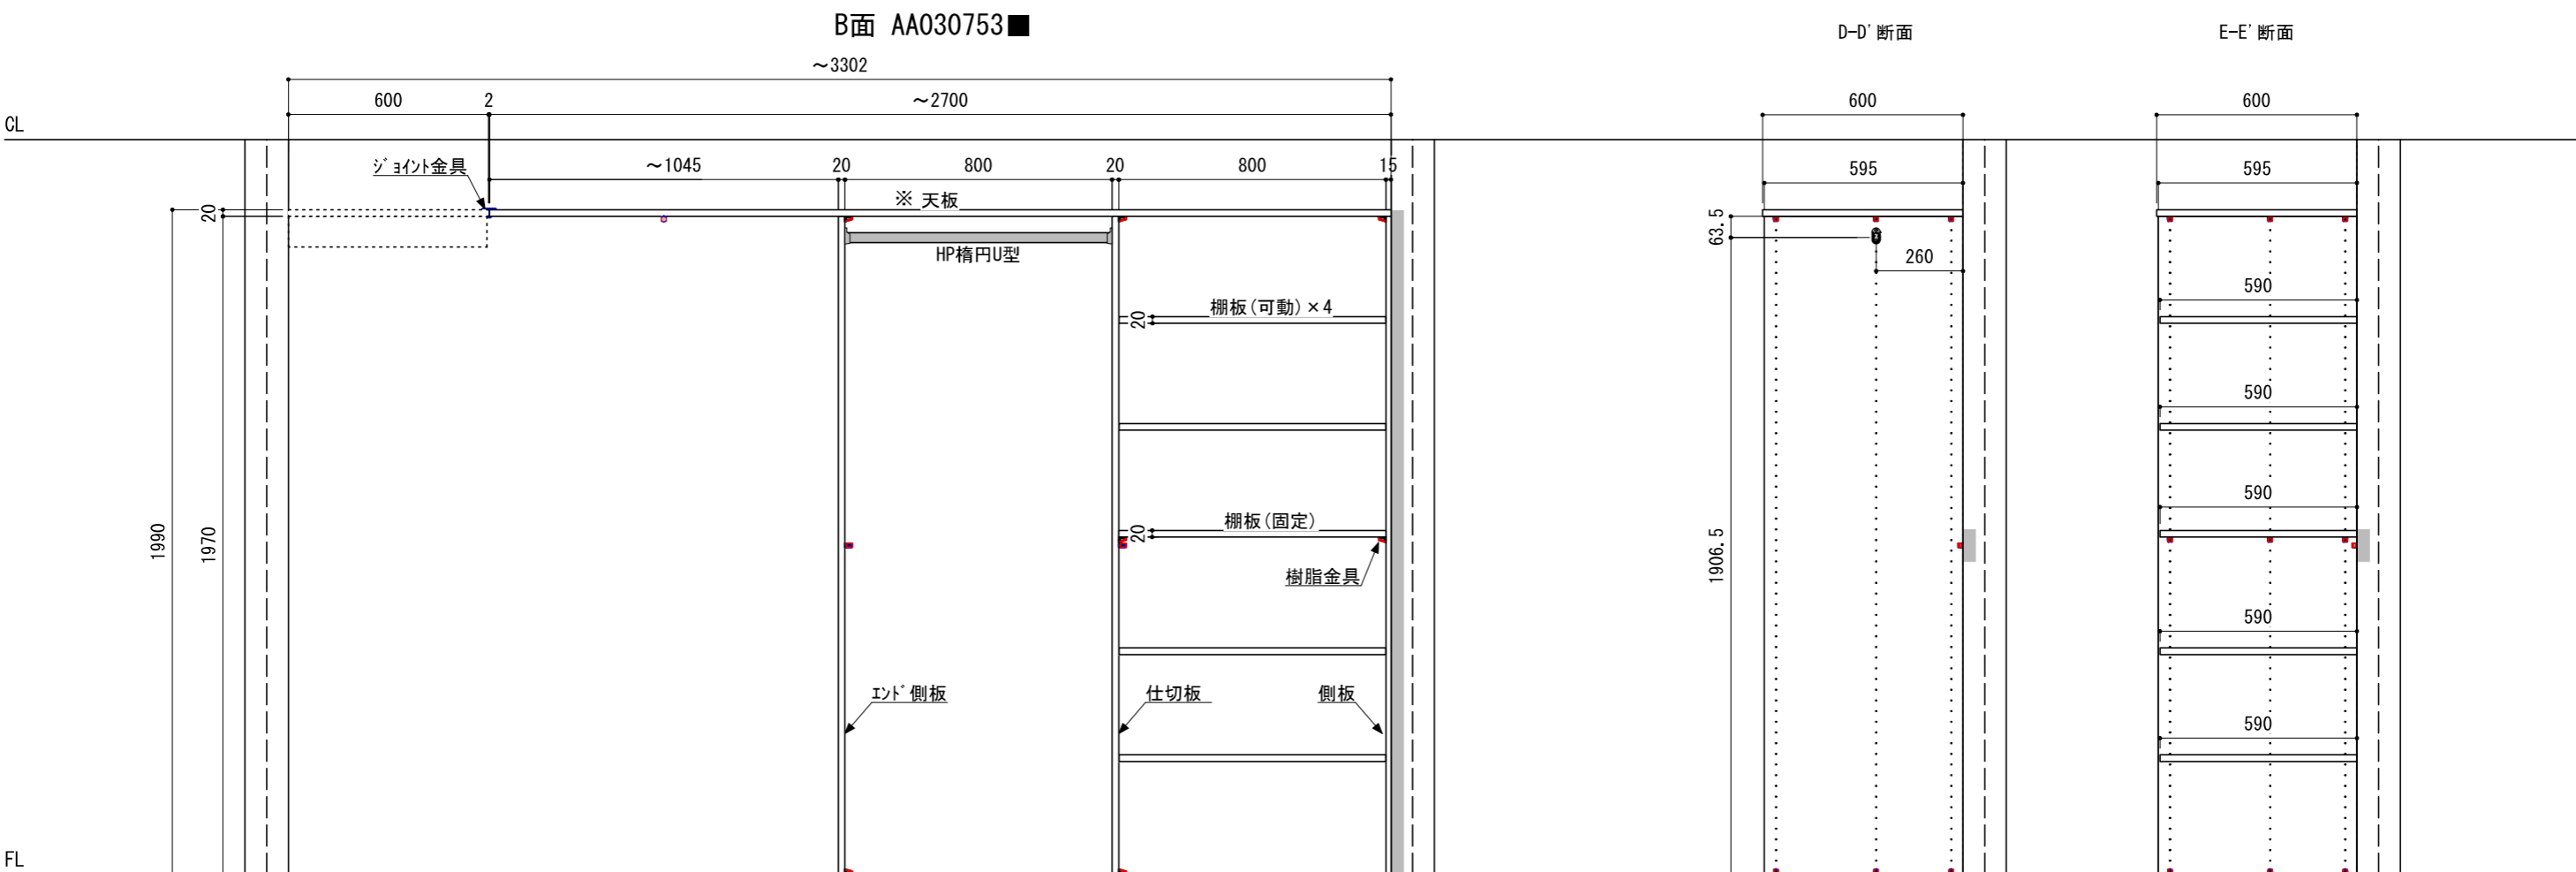 B面 AA030753■
D-D'断面
E-E'断面
～3302
600
2
～2700
600
600
CL
ｼﾞｮｲﾝﾄ金具
～1045
20
800
20
800
15
595
595
20
※ 天板
63.5
HP楕円U型
260
590
棚板(可動)×4
20
590
590
棚板(固定)
20
1990
1970
1906.5
樹脂金具
590
ｴﾝﾄﾞ側板
仕切板
側板
590
FL